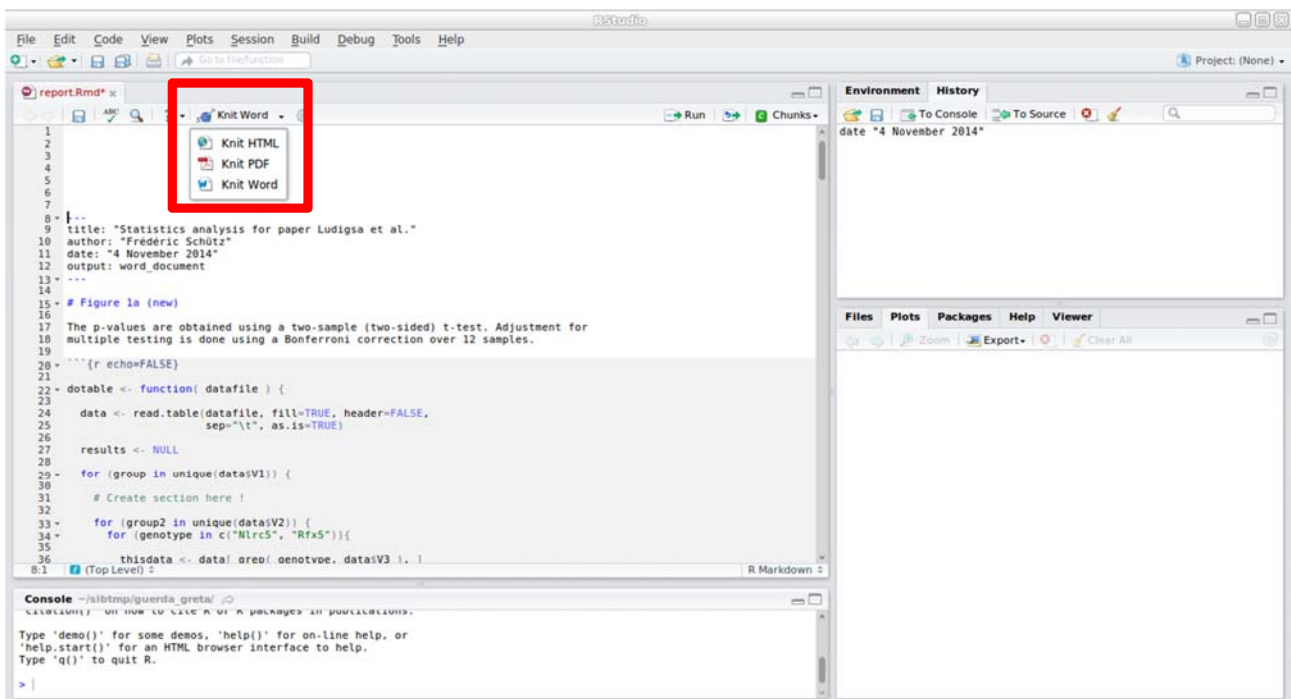 RStudio
File Edit Code View Plots Session Build Debug Tools Help
Go to file/function
Project: (None)
report.Rmd*
ABC
?
Knit Word
Run
Chunks
Knit HTML
Knit PDF
Knit Word
1
2
3
4
5
6
7
8 ---
9 title: "Statistics analysis for paper Ludigsa et al."
10 author: "Frédéric Schütz"
11 date: "4 November 2014"
12 output: word_document
13 ---
14
15 # Figure 1a (new)
16
17 The p-values are obtained using a two-sample (two-sided) t-test. Adjustment for
18 multiple testing is done using a Bonferroni correction over 12 samples.
19
20 ```{r echo=FALSE}
21
22 dotable <- function( datafile ) {
23
24 data <- read.table(datafile, fill=TRUE, header=FALSE,
25 sep="\t", as.is=TRUE)
26
27 results <- NULL
28
29 for (group in unique(data$V1)) {
30
31 # Create section here !
32
33 for (group2 in unique(data$V2)) {
34 for (genotype in c("Nlrc5", "Rfx5")){
35
36 thisdata <- data[ grep( genotype, data$V3 ), ]
8:1 (Top Level) R Markdown
Console ~/sibtmp/guerda_greta/
citation()' on how to cite R or R packages in publications.
Type 'demo()' for some demos, 'help()' for on-line help, or
'help.start()' for an HTML browser interface to help.
Type 'q()' to quit R.
>
Environment History
To Console To Source
date "4 November 2014"
Files Plots Packages Help Viewer
Zoom Export Clear All